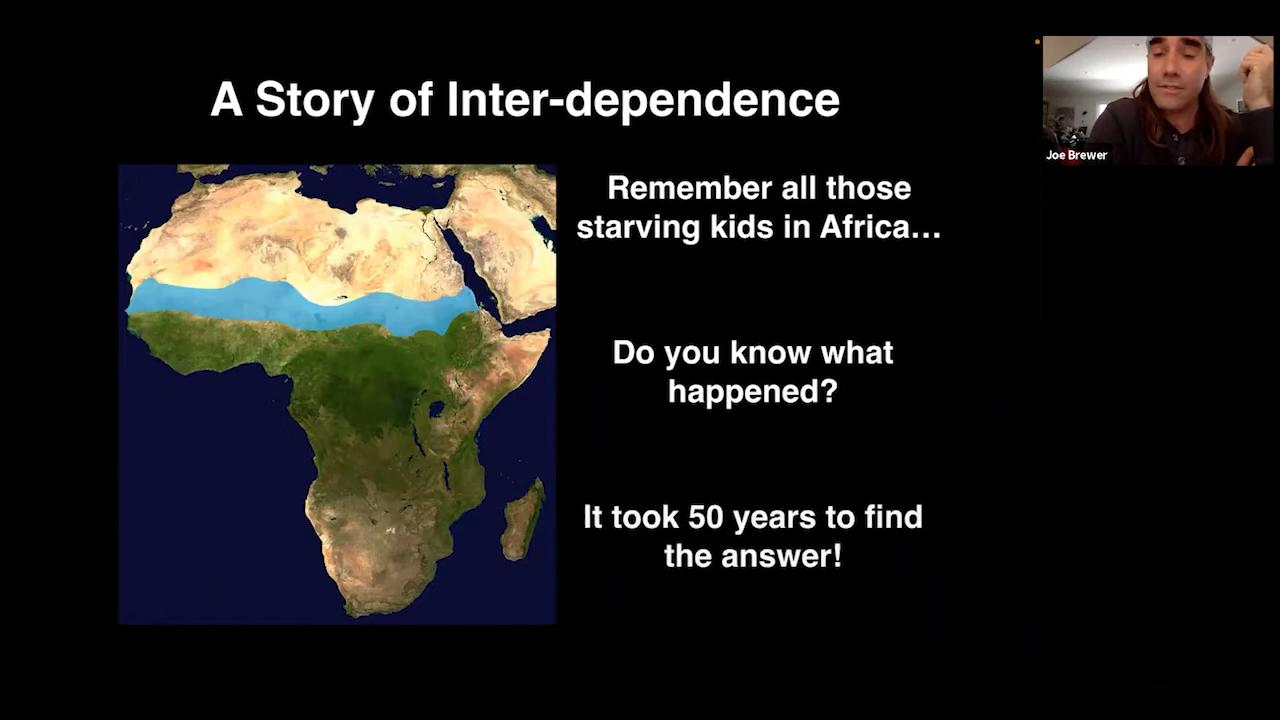 A Story of Inter-dependence
Remember all those
starving kids in Africa...
Do you know what
happened?
It took 50 years to find
the answer!
Joe Brewer